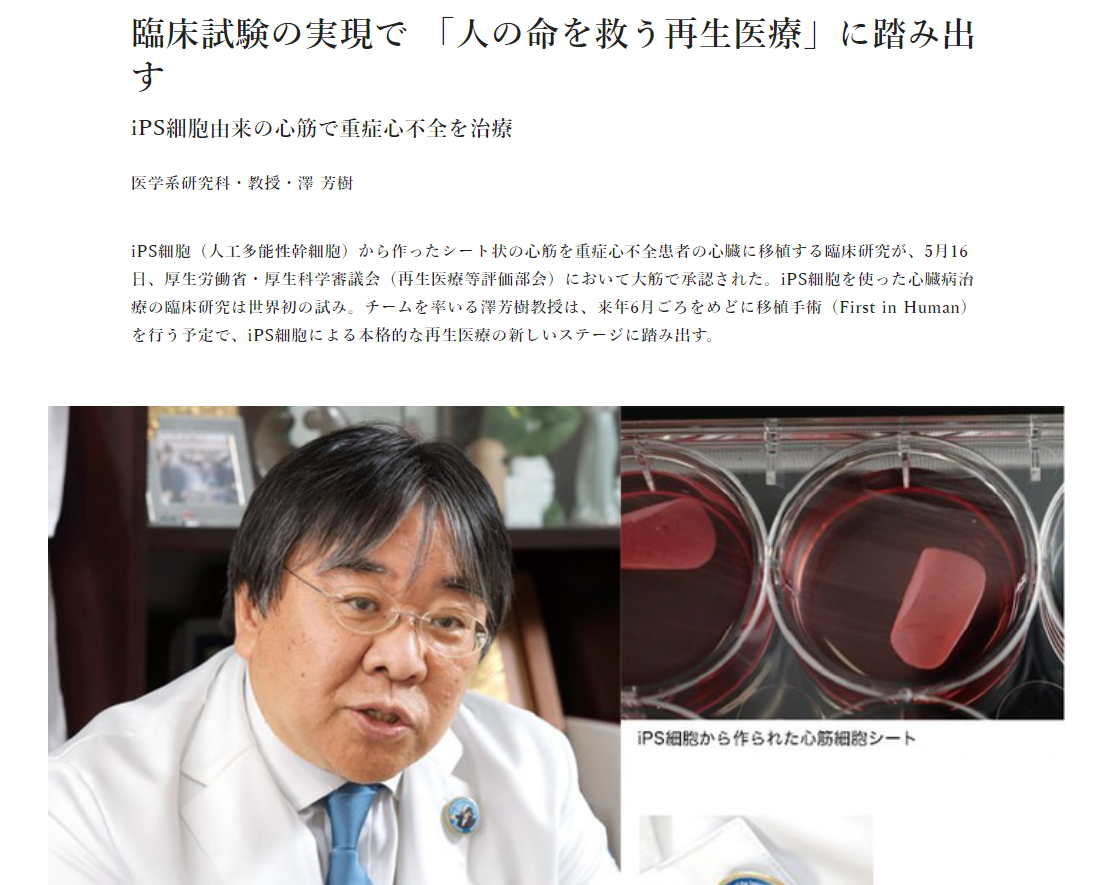 臨床試験の実現で 「人の命を救う再生医療」に踏み出
す
iPS細胞由来の心筋で重症心不全を治療
医学系研究科・教授・澤 芳樹
iPS細胞（人工多能性幹細胞）から作ったシート状の心筋を重症心不全患者の心臓に移植する臨床研究が、5月16
日、厚生労働省・厚生科学審議会（再生医療等評価部会）において大筋で承認された。iPS細胞を使った心臓病治
療の臨床研究は世界初の試み。チームを率いる澤芳樹教授は、来年6月ごろをめどに移植手術（First in Human）
を行う予定で、iPS細胞による本格的な再生医療の新しいステージに踏み出す。
iPS細胞から作られた心筋細胞シート